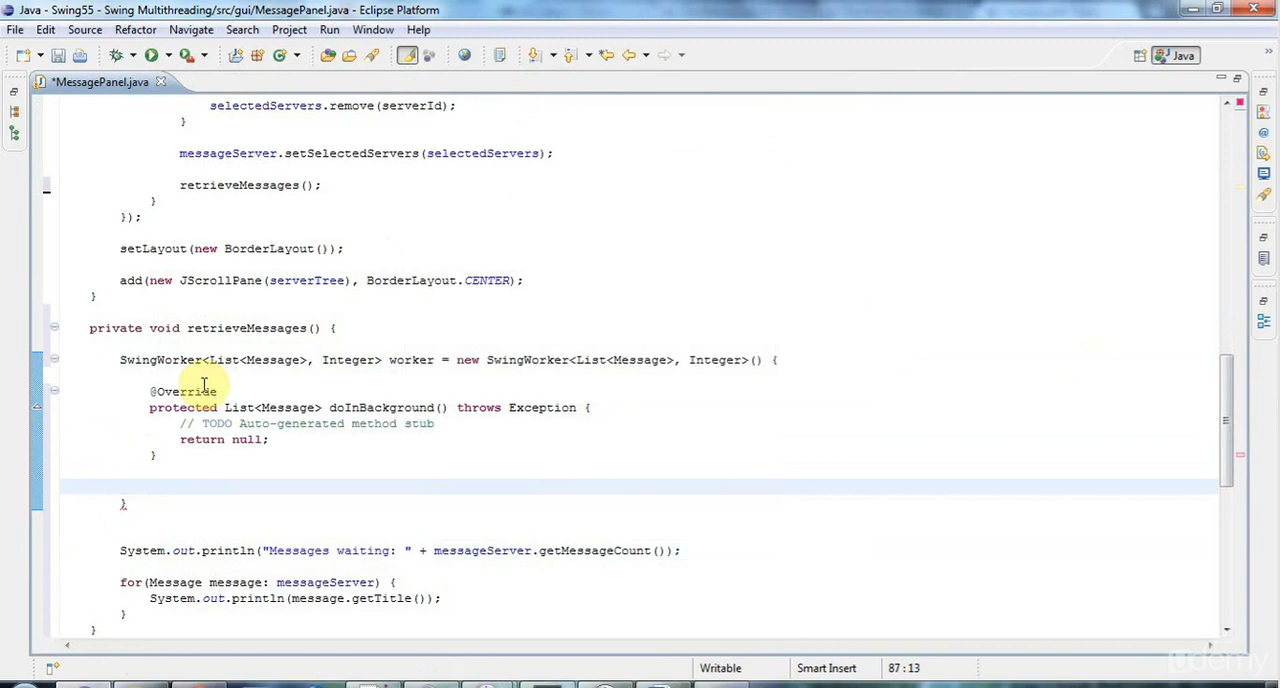 Java - Swing55 - Swing Multithreading/src/gui/MessagePanel.java - Eclipse Platform
File Edit Source Refactor Navigate Search Project Run Window Help
Java
*MessagePanel.java
selectedServers.remove(serverId);
}
messageServer.setSelectedServers(selectedServers);
retrieveMessages();
}
});
setLayout(new BorderLayout());
add(new JScrollPane(serverTree), BorderLayout.CENTER);
}
private void retrieveMessages() {
SwingWorker<List<Message>, Integer> worker = new SwingWorker<List<Message>, Integer>() {
@Override
protected List<Message> doInBackground() throws Exception {
// TODO Auto-generated method stub
return null;
}
}
System.out.println("Messages waiting: " + messageServer.getMessageCount());
for(Message message: messageServer) {
System.out.println(message.getTitle());
}
}
Writable Smart Insert 87 : 13
udemy